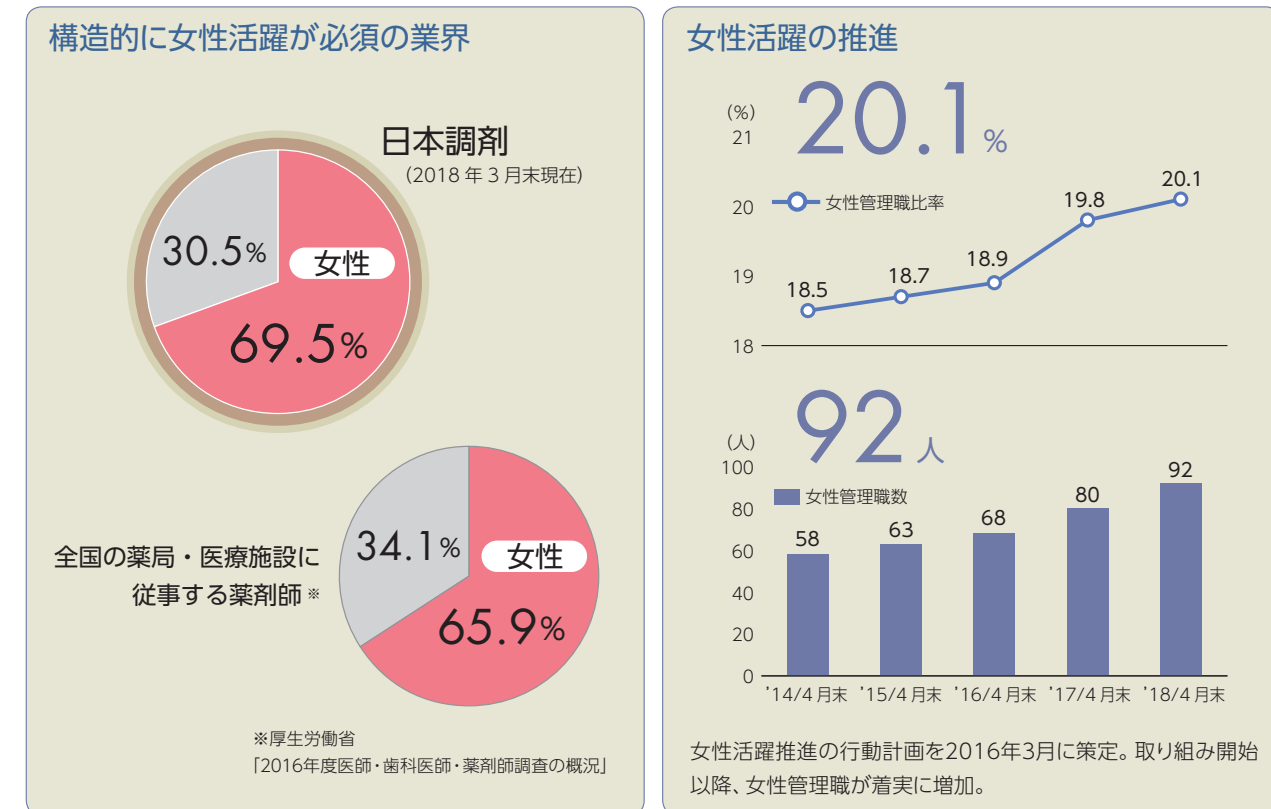 構造的に女性活躍が必須の業界
日本調剤
(2018年3月末現在)
30.5%
女性
69.5%
全国の薬局・医療施設に
従事する薬剤師※
34.1%
女性
65.9%
※厚生労働省
「2016年度医師・歯科医師・薬剤師調査の概況」
女性活躍の推進
20.1%
(%)
21
20
19
18
女性管理職比率
18.5
18.7
18.9
19.8
20.1
92人
(人)
100
80
60
40
20
0
女性管理職数
58
63
68
80
92
'14/4月末 '15/4月末 '16/4月末 '17/4月末 '18/4月末
女性活躍推進の行動計画を2016年3月に策定。取り組み開始
以降、女性管理職が着実に増加。